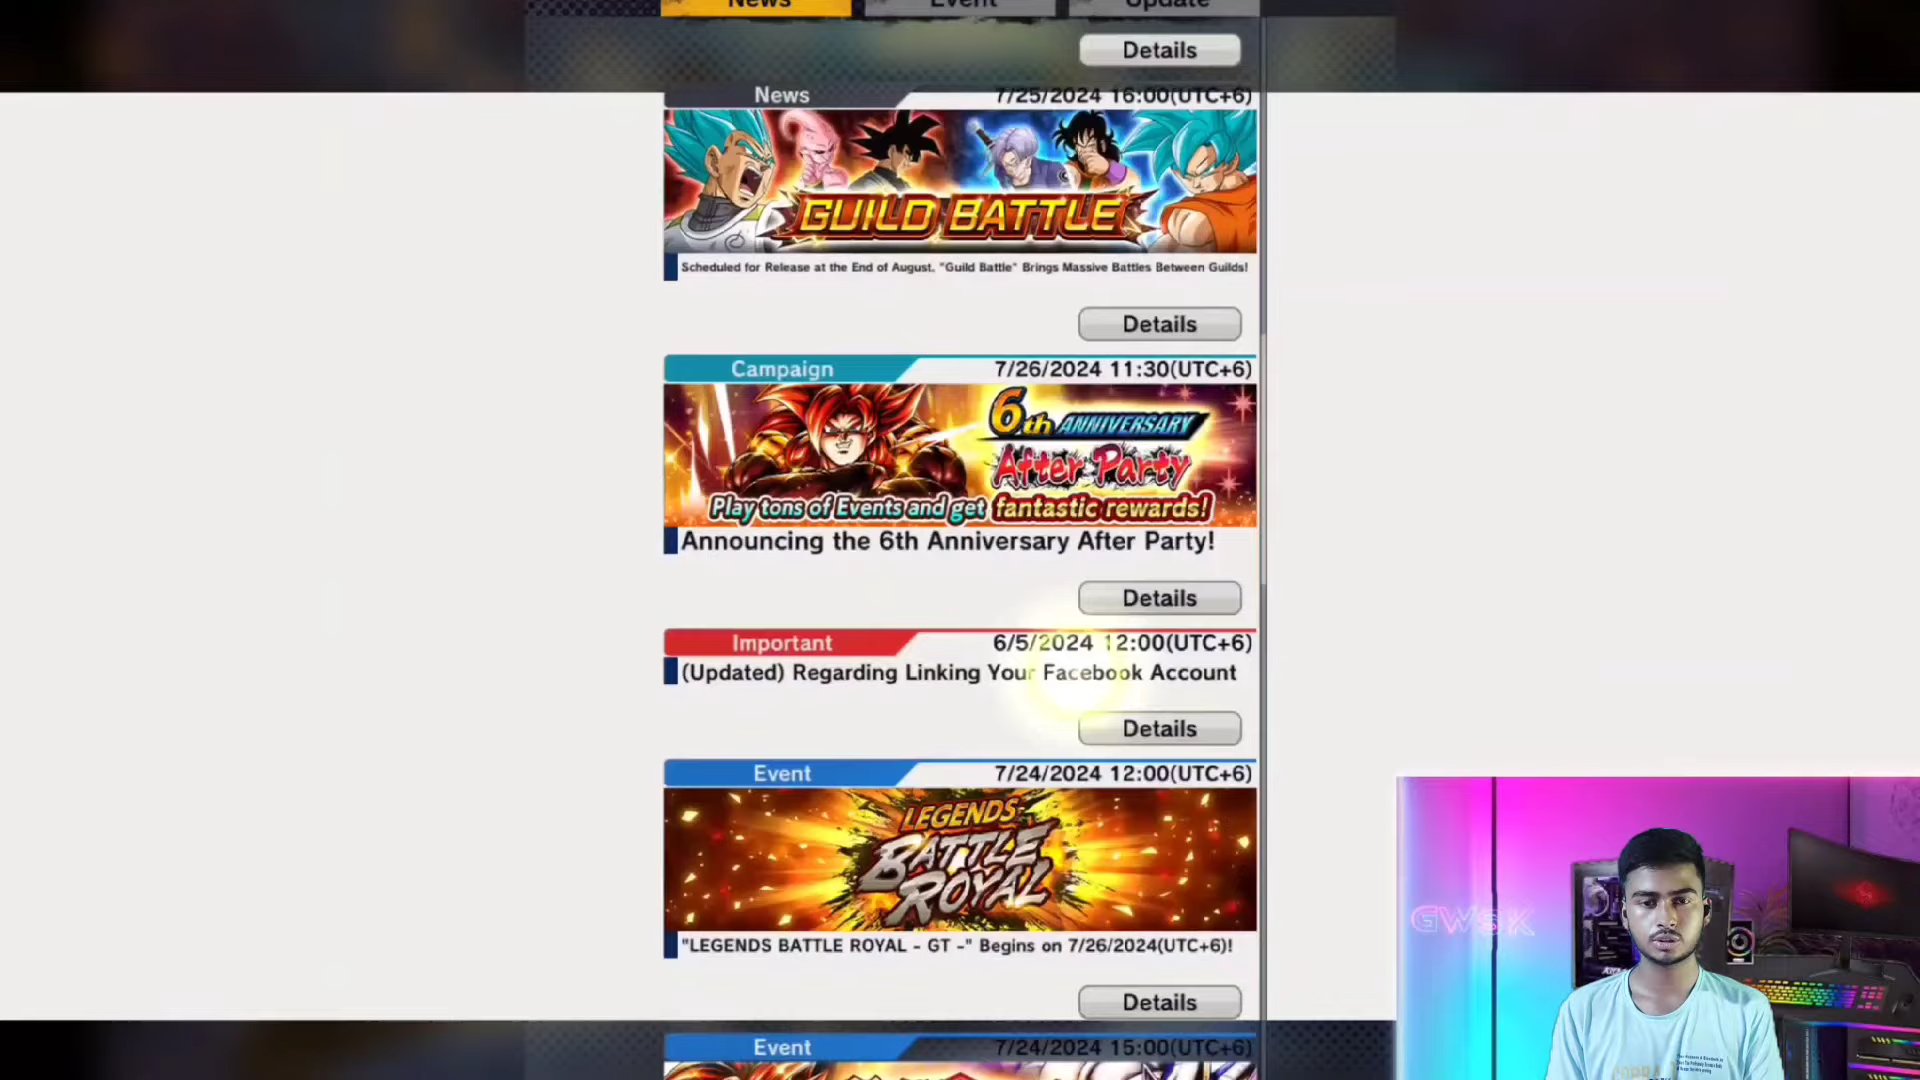 News Event Update
Details
News 7/25/2024 16:00(UTC+6)
GUILD BATTLE
Scheduled for Release at the End of August, "Guild Battle" Brings Massive Battles Between Guilds!
Details
Campaign 7/26/2024 11:30(UTC+6)
6th ANNIVERSARY
After Party
Play tons of Events and get fantastic rewards!
Announcing the 6th Anniversary After Party!
Details
Important 6/5/2024 12:00(UTC+6)
(Updated) Regarding Linking Your Facebook Account
Details
Event 7/24/2024 12:00(UTC+6)
LEGENDS
BATTLE
ROYAL
"LEGENDS BATTLE ROYAL - GT -" Begins on 7/26/2024(UTC+6)!
Details
Event 7/24/2024 15:00(UTC+6)
GWSK